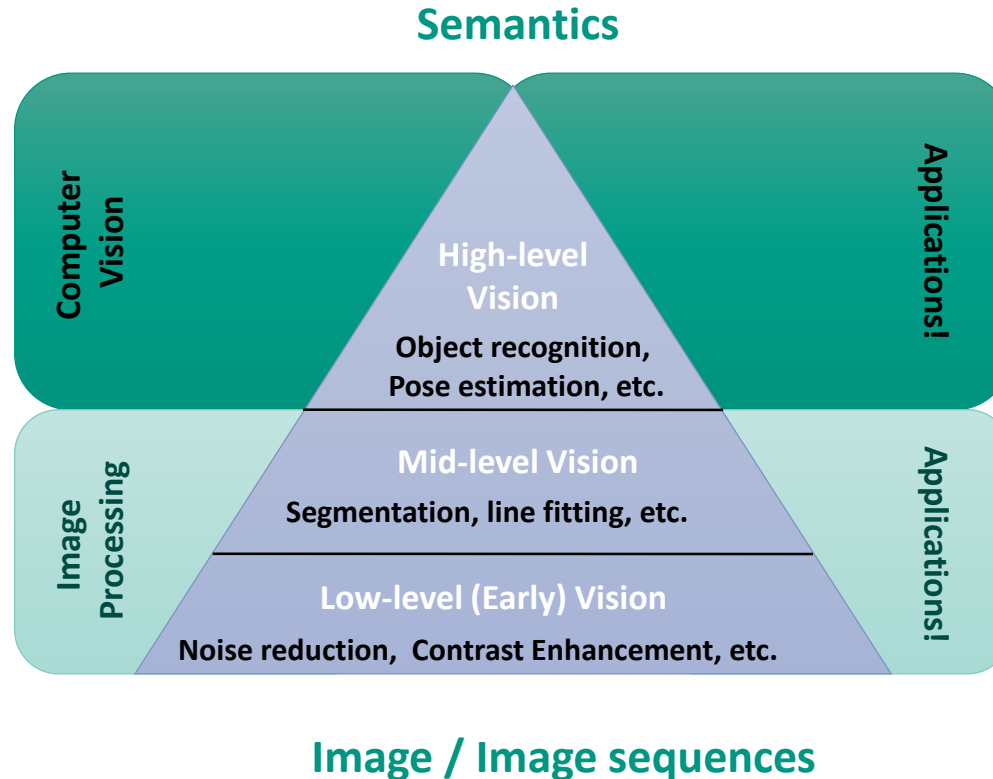 Semantics
Computer
Vision
Applications!
High-level
Vision
Object recognition,
Pose estimation, etc.
Image
Processing
Applications!
Mid-level Vision
Segmentation, line fitting, etc.
Low-level (Early) Vision
Noise reduction,  Contrast Enhancement, etc.
Image / Image sequences